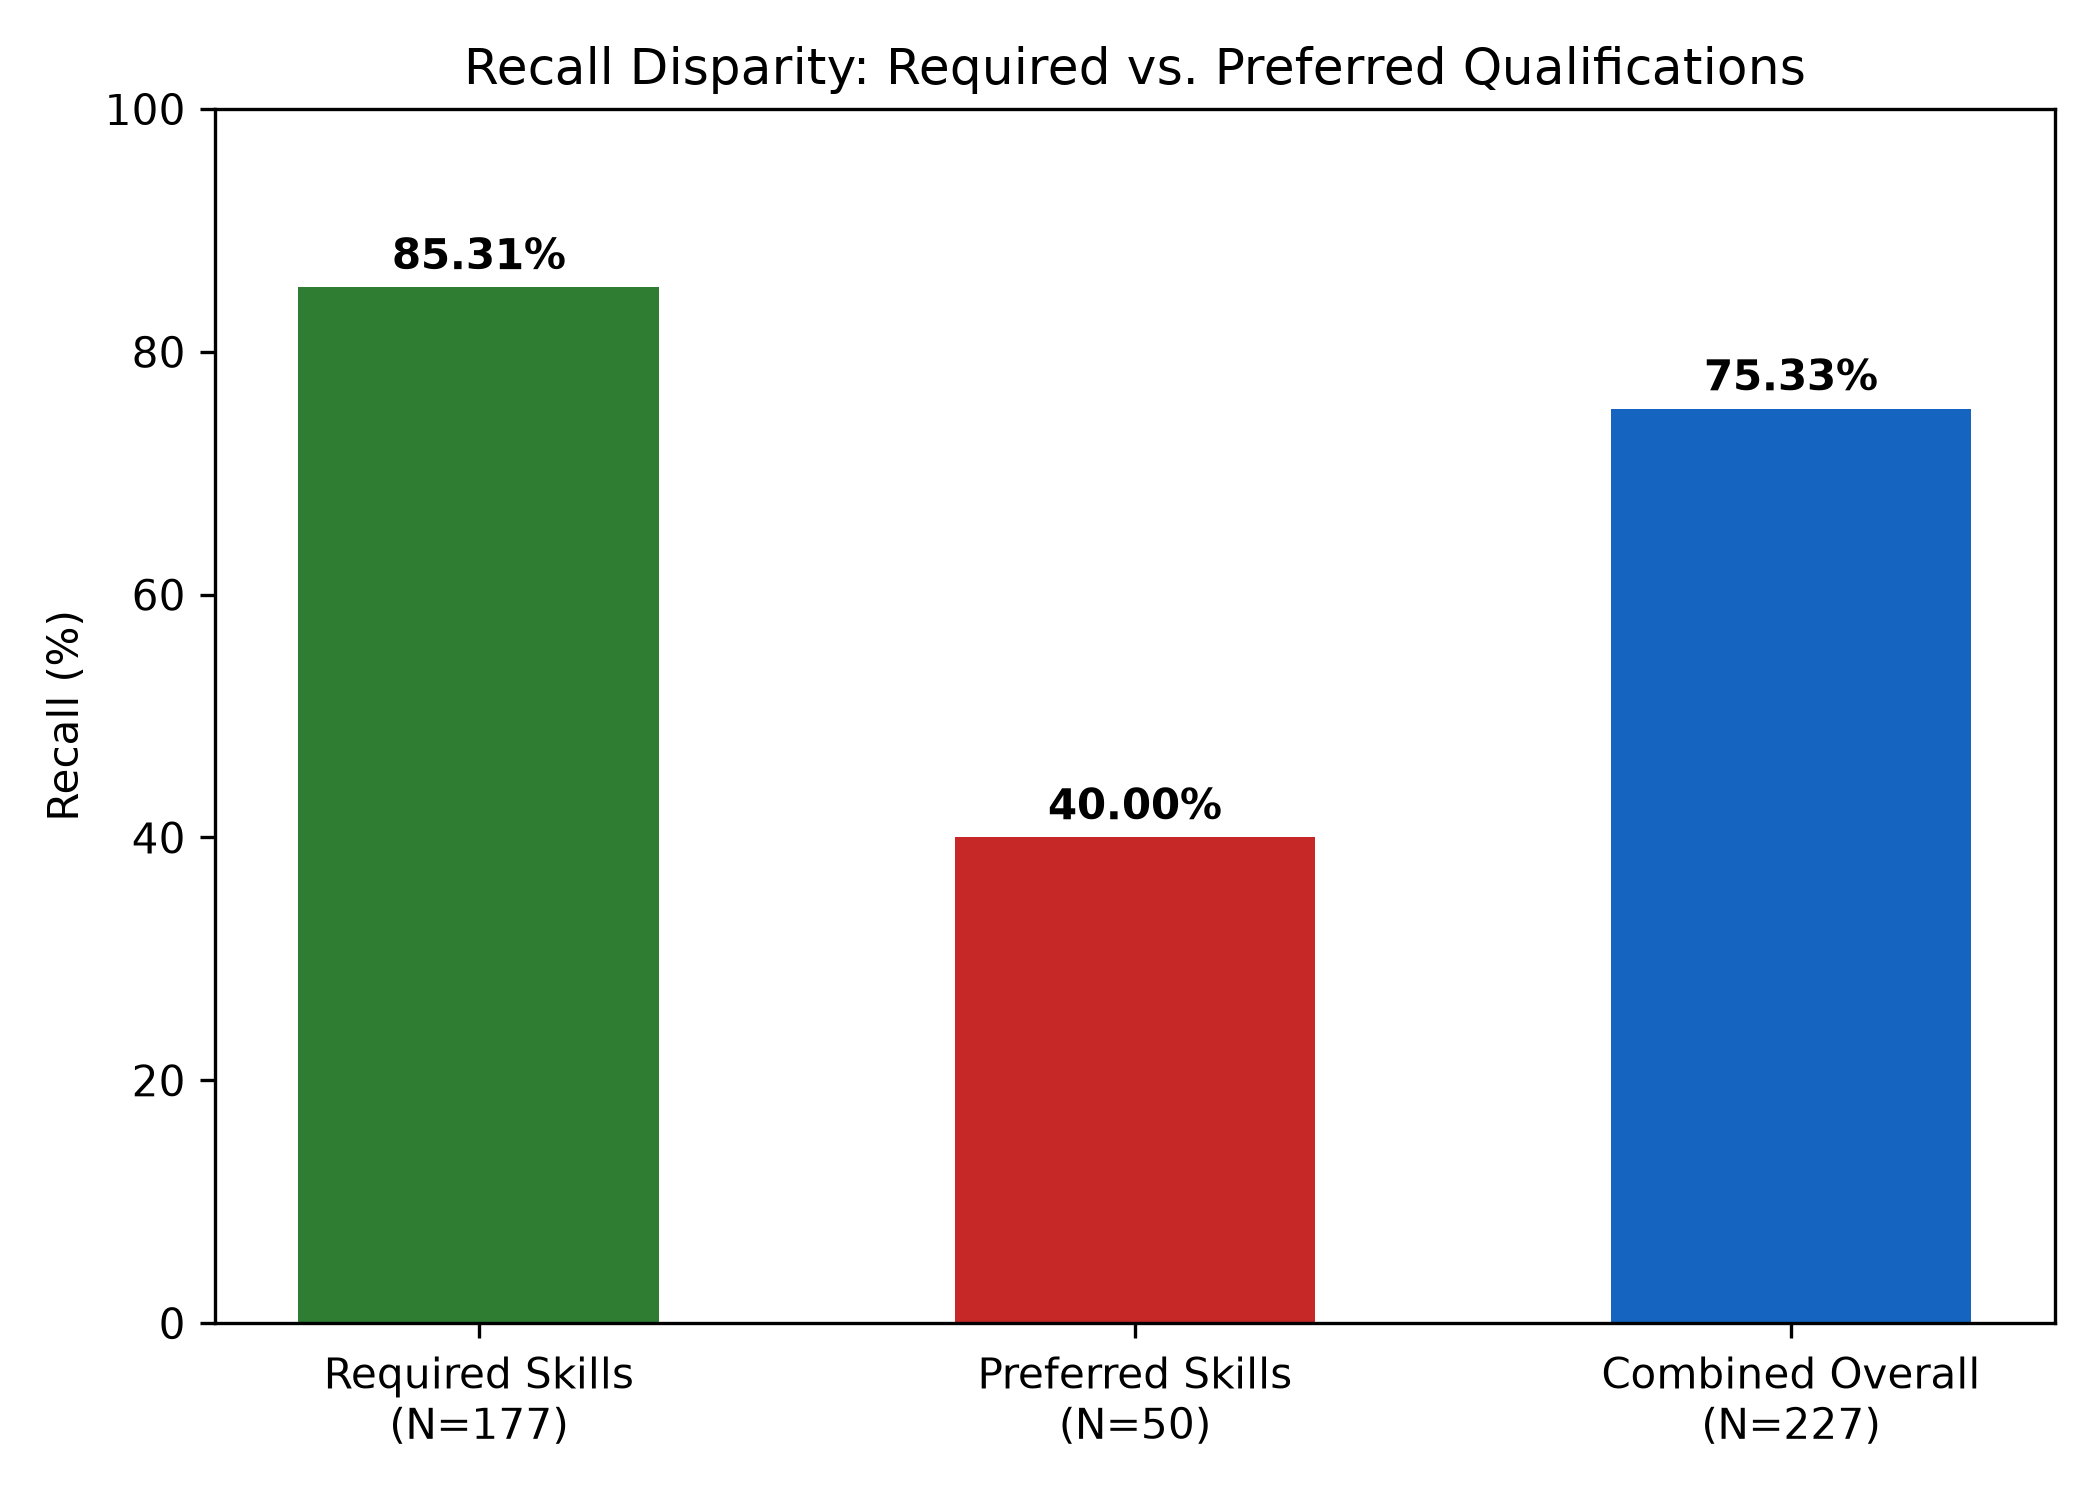 Recall Disparity: Required vs. Preferred Qualifications
Recall (%)
100
80
60
40
20
0
85.31%
40.00%
75.33%
Required Skills
(N=177)
Preferred Skills
(N=50)
Combined Overall
(N=227)